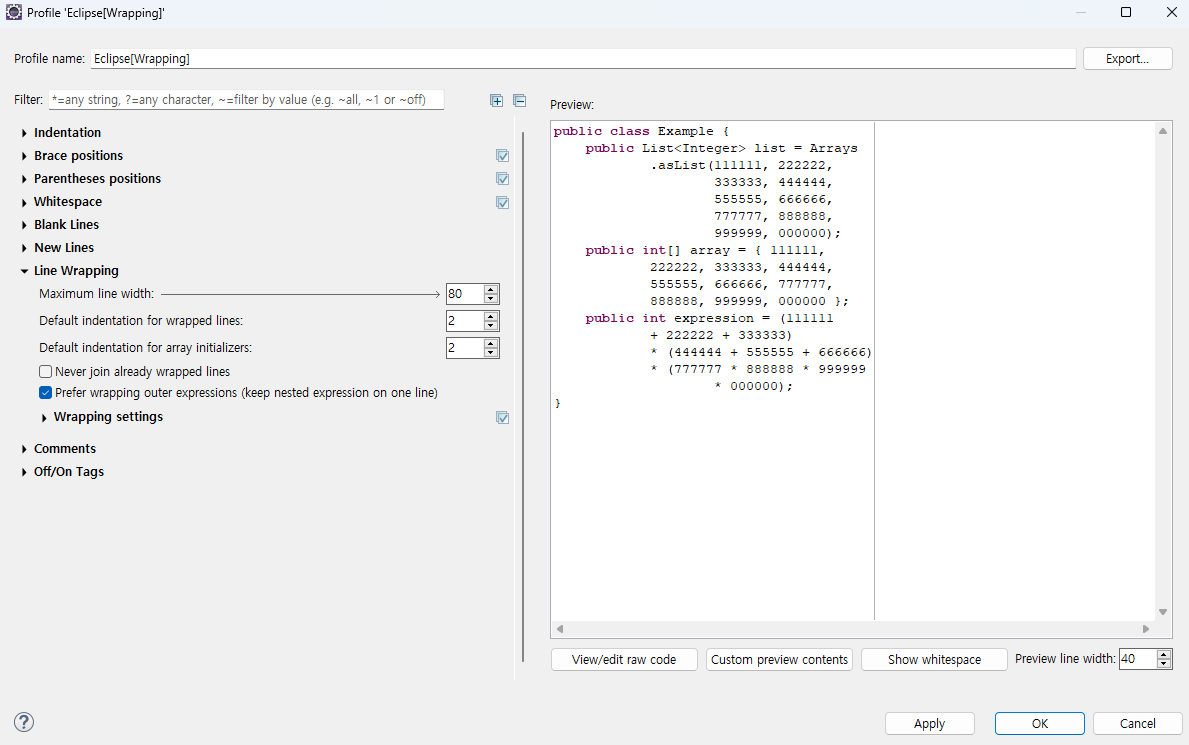 Profile 'Eclipse[Wrapping]'
Profile name: Eclipse[Wrapping] Export...
Filter: *=any string, ?=any character, ~=filter by value (e.g. ~all, ~1 or ~off)
Indentation
Brace positions
Parentheses positions
Whitespace
Blank Lines
New Lines
Line Wrapping
Maximum line width: 80
Default indentation for wrapped lines: 2
Default indentation for array initializers: 2
Never join already wrapped lines
Prefer wrapping outer expressions (keep nested expression on one line)
Wrapping settings
Comments
Off/On Tags
Preview:
public class Example {
    public List<Integer> list = Arrays
            .asList(111111, 222222,
                    333333, 444444,
                    555555, 666666,
                    777777, 888888,
                    999999, 000000);
    public int[] array = { 111111,
            222222, 333333, 444444,
            555555, 666666, 777777,
            888888, 999999, 000000 };
    public int expression = (111111
            + 222222 + 333333)
            * (444444 + 555555 + 666666)
            * (777777 * 888888 * 999999
                    * 000000);
}
View/edit raw code Custom preview contents Show whitespace Preview line width: 40
? Apply OK Cancel